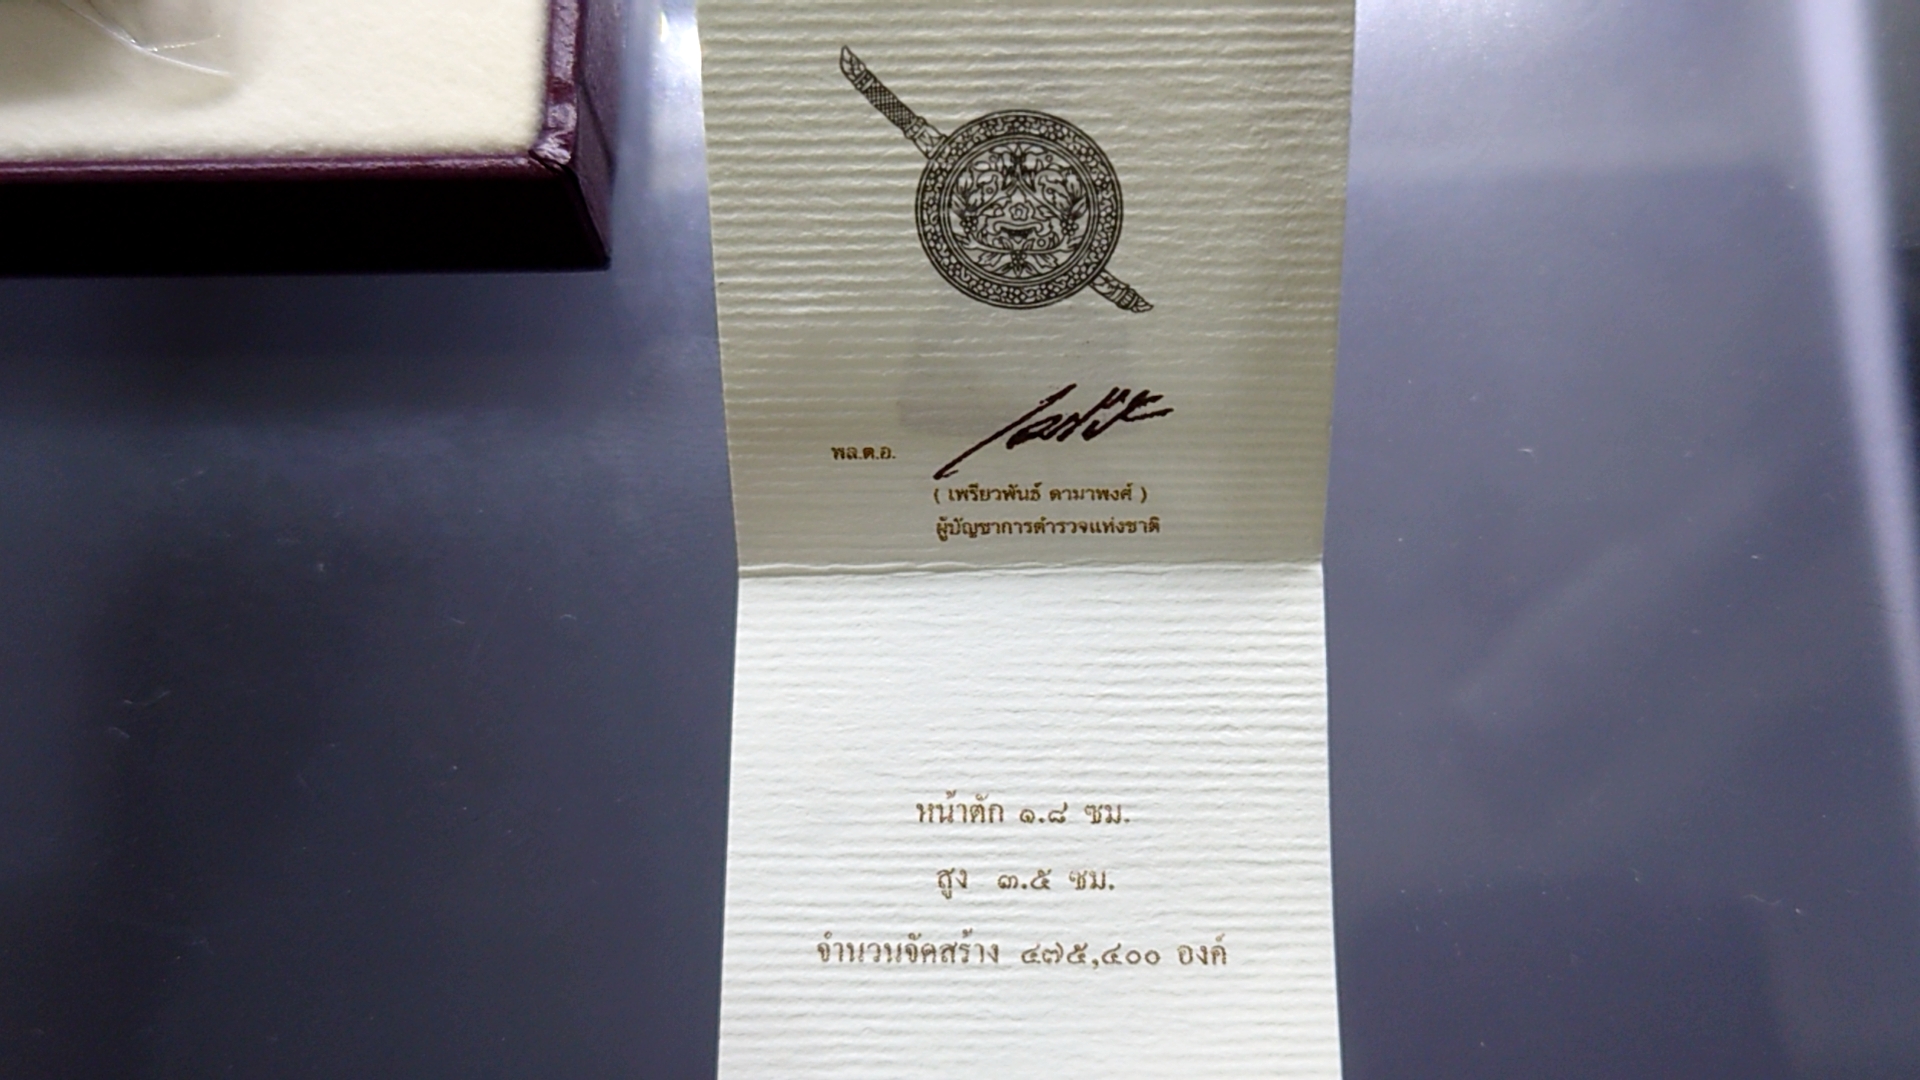 พล.ต.อ.
( เพรียวพันธ์ ดามาพงศ์ )
ผู้บัญชาการตำรวจแห่งชาติ
หน้าตัก ๑.๘ ซม.
สูง ๓.๕ ซม.
จำนวนจัดสร้าง ๔๗๕,๔๐๐ องค์